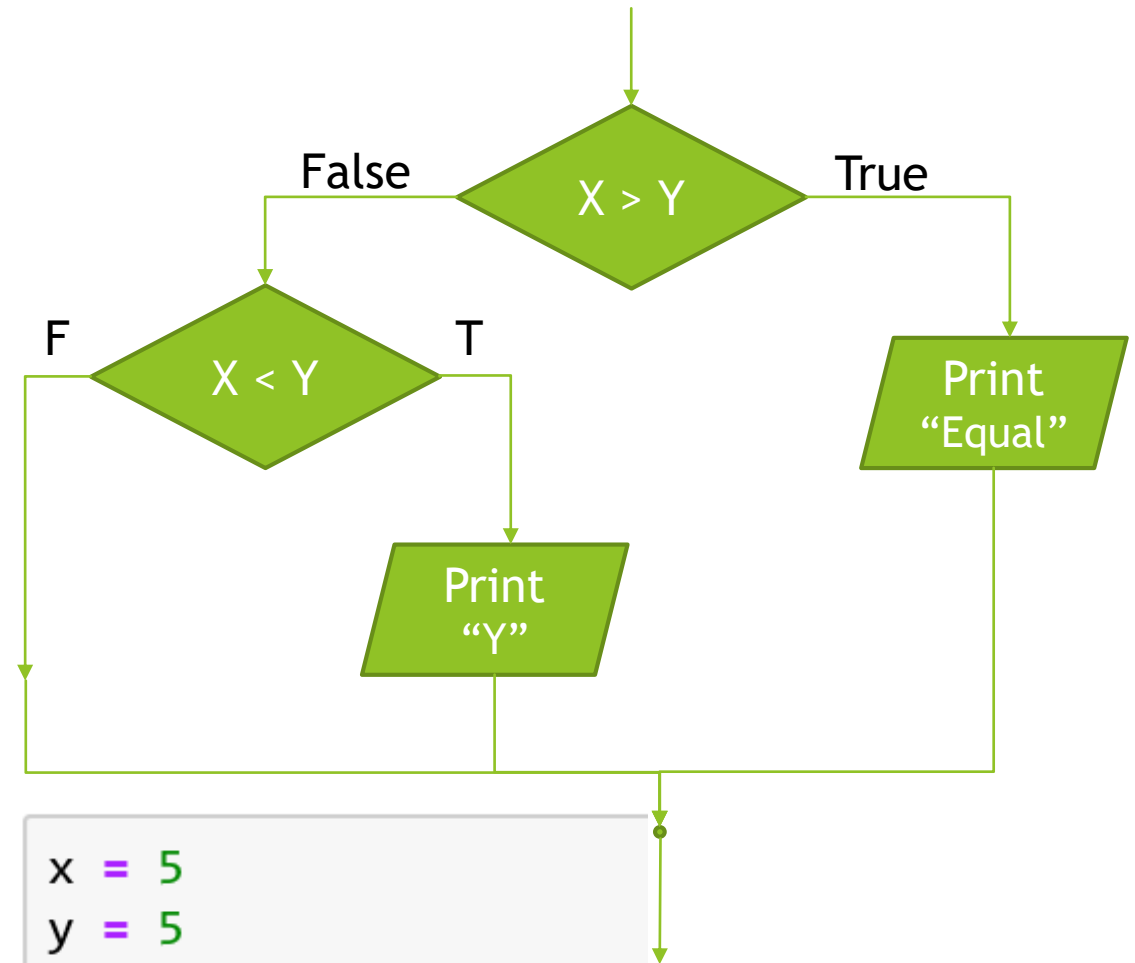 False
X > Y
True
F
X < Y
T
Print
“Equal”
Print
“Y”
x = 5
y = 5